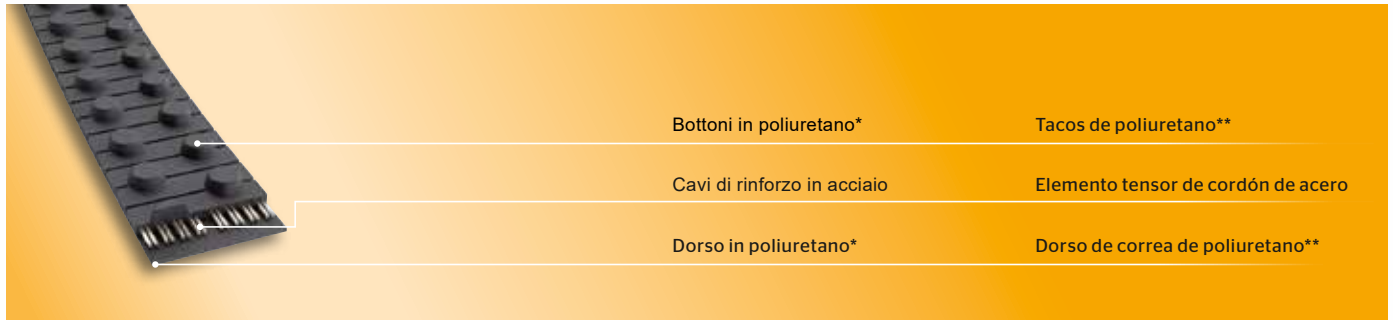 Bottoni in poliuretano* Tacos de poliuretano**
Cavi di rinforzo in acciaio Elemento tensor de cordón de acero
Dorso in poliuretano* Dorso de correa de poliuretano**